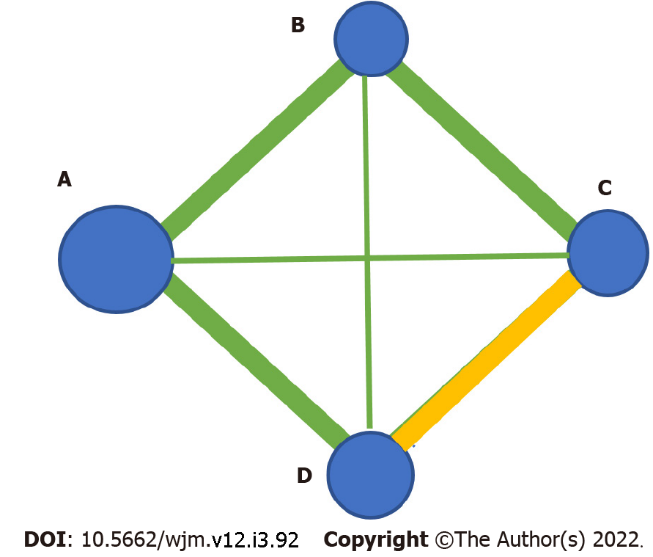 B
A
C
D
DOI: 10.5662/wjm.v12.i3.92 Copyright ©The Author(s) 2022.